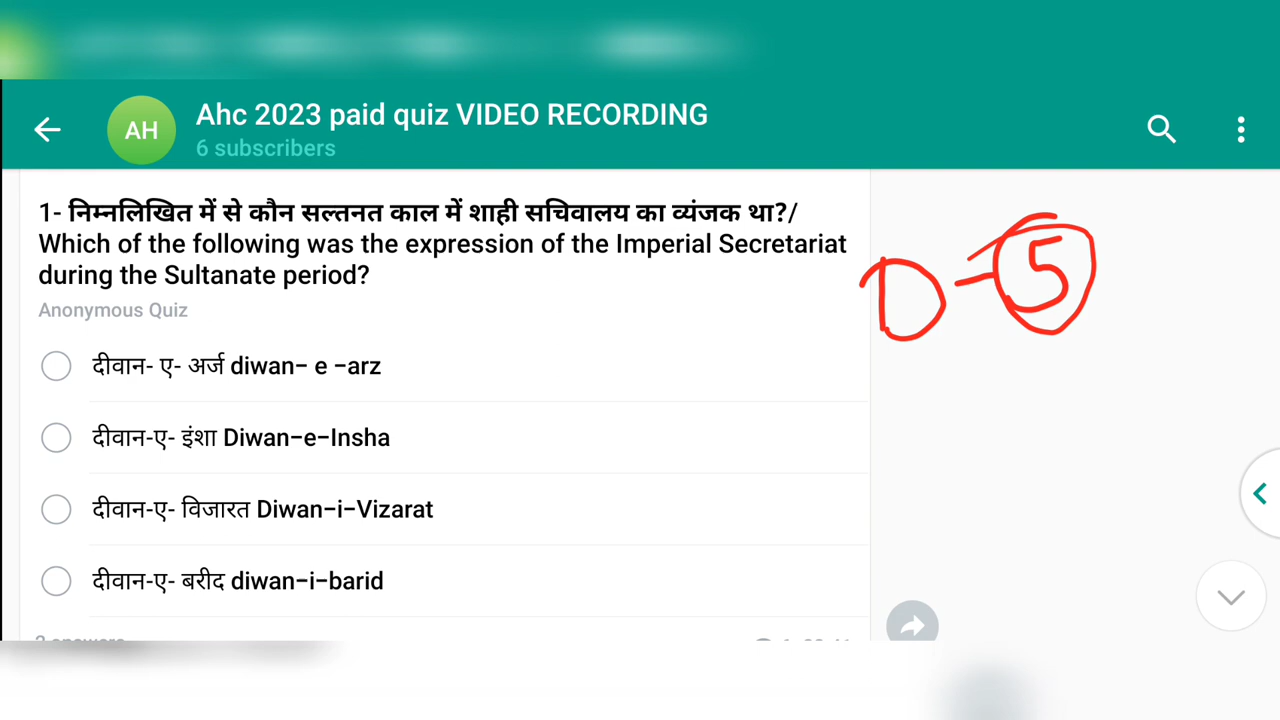 Ahc 2023 paid quiz VIDEO RECORDING
AH
6 subscribers
1- निम्नलिखित में से कौन सल्तनत काल में शाही सचिवालय का व्यंजक था?/
Which of the following was the expression of the Imperial Secretariat
during the Sultanate period?
D-5
Anonymous Quiz
दीवान- ए- अर्ज diwan− e −arz
दीवान-ए- इंशा Diwan−e−Insha
दीवान-ए- विजारत Diwan−i−Vizarat
दीवान-ए- बरीद diwan−i−barid